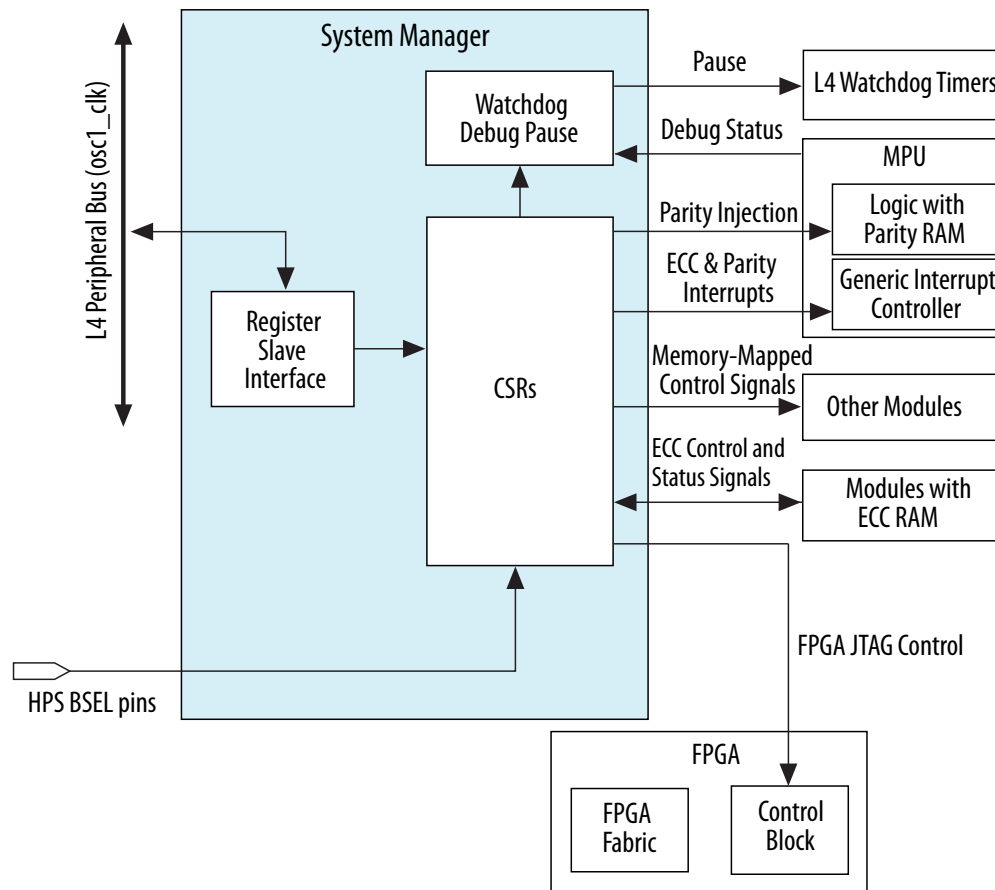 System Manager
L4 Peripheral Bus (osc1_clk)
Watchdog
Debug Pause
Pause
L4 Watchdog Timers
Debug Status
MPU
Parity Injection
Logic with
Parity RAM
ECC & Parity
Interrupts
Generic Interrupt
Controller
Register
Slave
Interface
CSRs
Memory-Mapped
Control Signals
Other Modules
ECC Control and
Status Signals
Modules with
ECC RAM
FPGA JTAG Control
HPS BSEL pins
FPGA
FPGA
Fabric
Control
Block